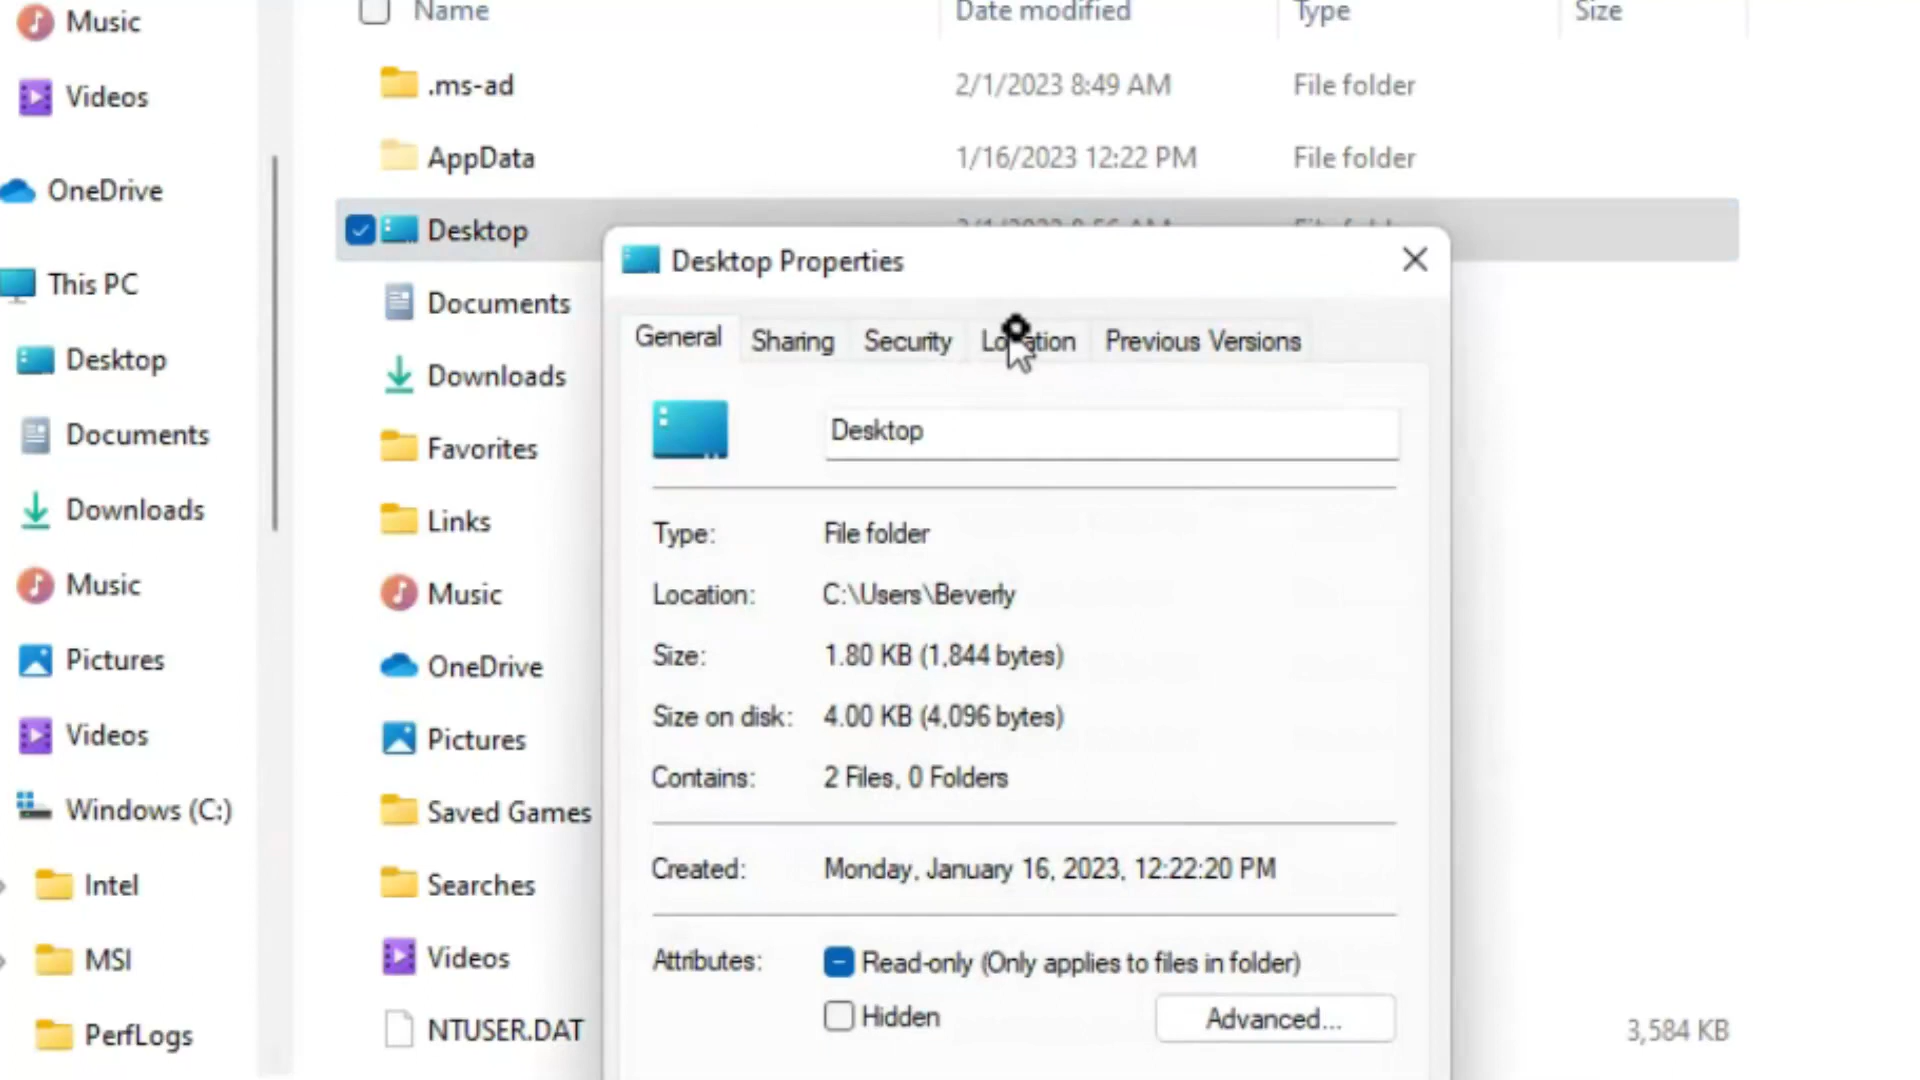 Music
Videos
OneDrive
This PC
Desktop
Documents
Downloads
Music
Pictures
Videos
Windows (C:)
Intel
MSI
PerfLogs
Name Date modified Type Size
.ms-ad 2/1/2023 8:49 AM File folder
AppData 1/16/2023 12:22 PM File folder
Desktop
Documents
Downloads
Favorites
Links
Music
OneDrive
Pictures
Saved Games
Searches
Videos
NTUSER.DAT 3,584 KB
Desktop Properties
General Sharing Security Location Previous Versions
Desktop
Type: File folder
Location: C:\Users\Beverly
Size: 1.80 KB (1,844 bytes)
Size on disk: 4.00 KB (4,096 bytes)
Contains: 2 Files, 0 Folders
Created: Monday, January 16, 2023, 12:22:20 PM
Attributes: Read-only (Only applies to files in folder)
Hidden Advanced...